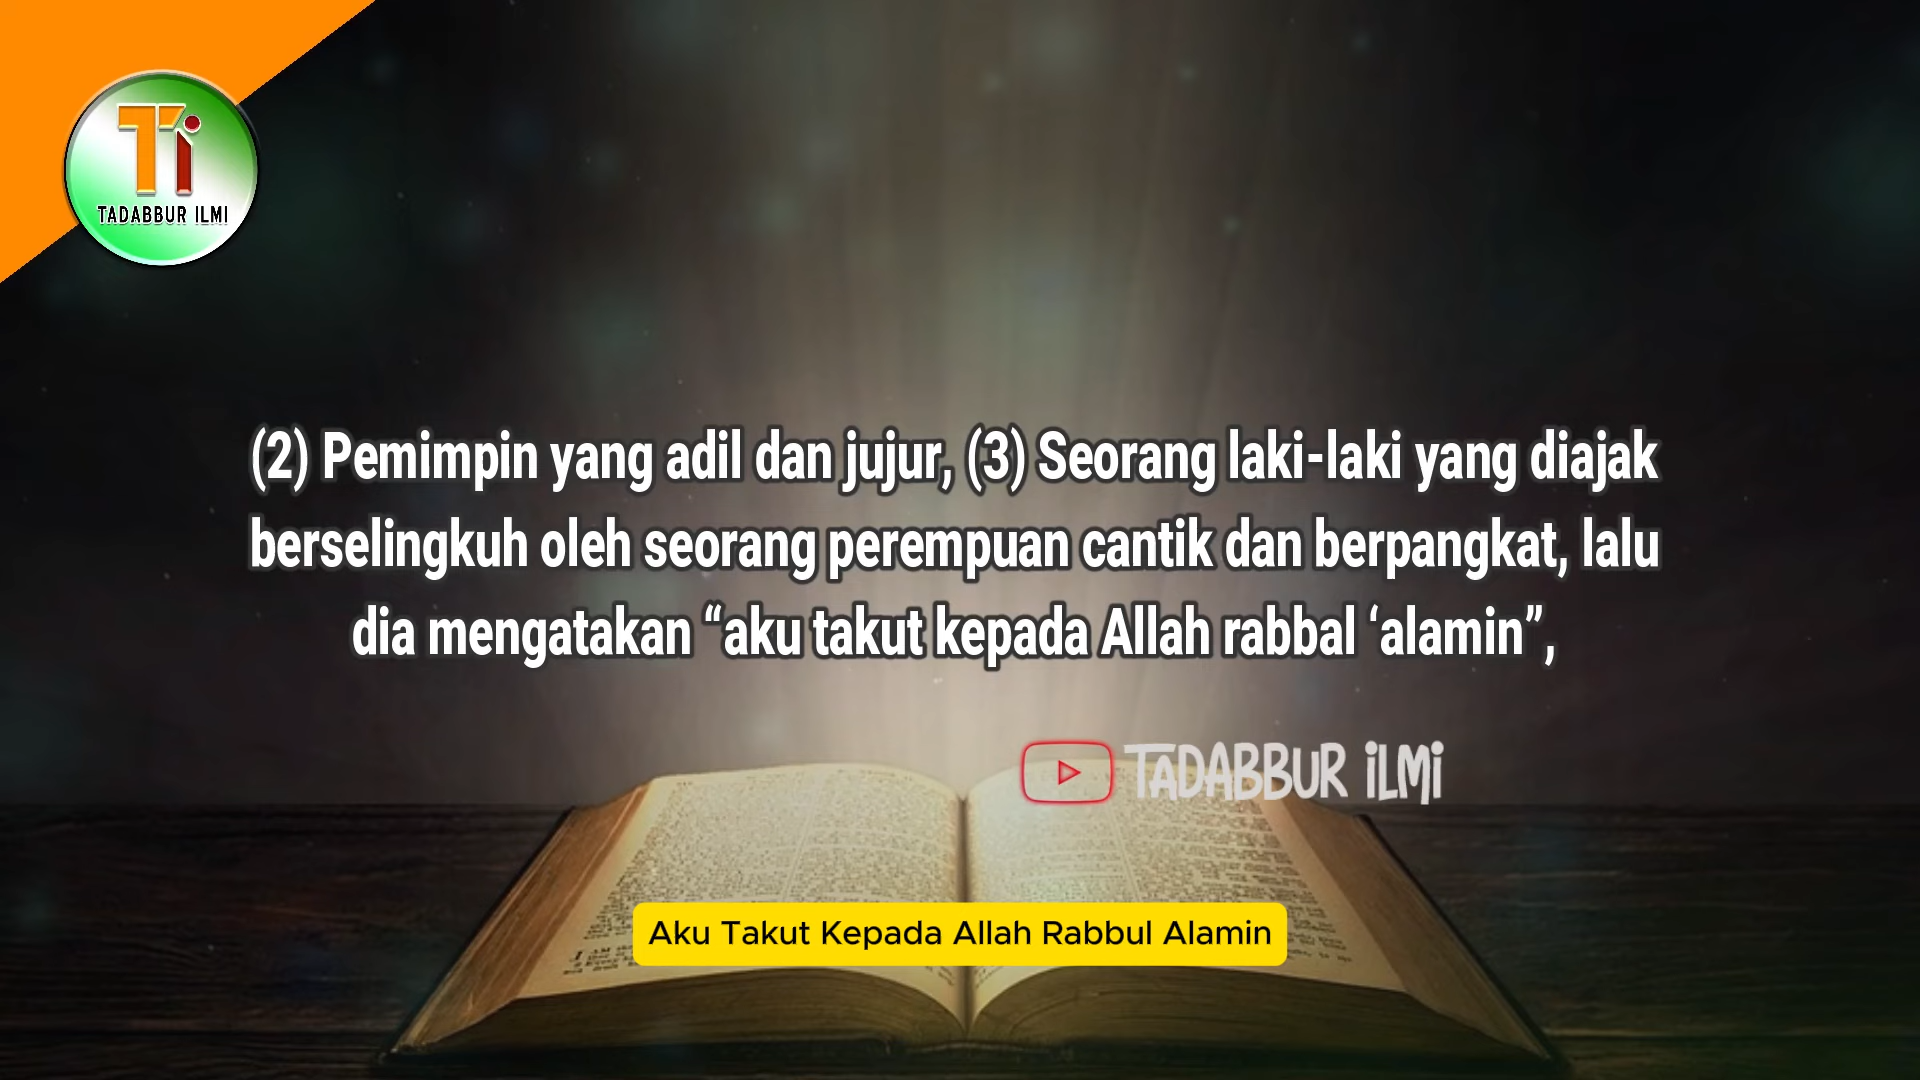 Ti
TADABBUR ILMI
(2) Pemimpin yang adil dan jujur, (3) Seorang laki-laki yang diajak
berselingkuh oleh seorang perempuan cantik dan berpangkat, lalu
dia mengatakan “aku takut kepada Allah rabbal ‘alamin”,
TADABBUR iLMi
Aku Takut Kepada Allah Rabbul Alamin